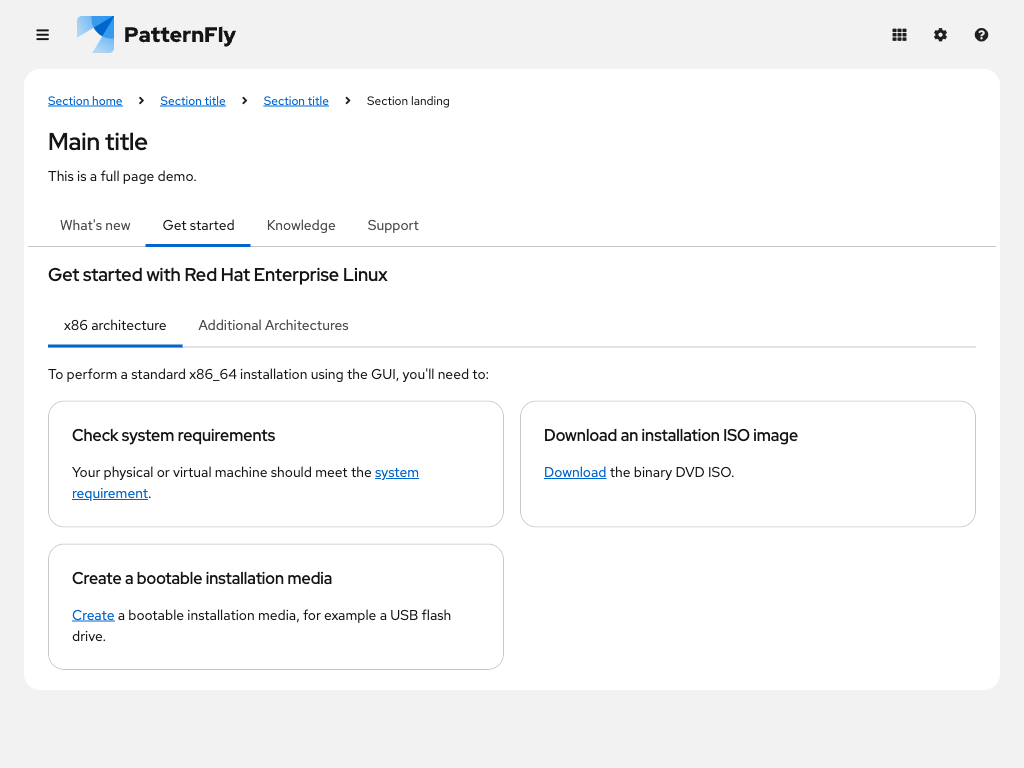 PatternFly
Section home Section title Section title Section landing
Main title
This is a full page demo.
What's new Get started Knowledge Support
Get started with Red Hat Enterprise Linux
x86 architecture Additional Architectures
To perform a standard x86_64 installation using the GUI, you'll need to:
Check system requirements
Your physical or virtual machine should meet the system
requirement.
Download an installation ISO image
Download the binary DVD ISO.
Create a bootable installation media
Create a bootable installation media, for example a USB flash
drive.